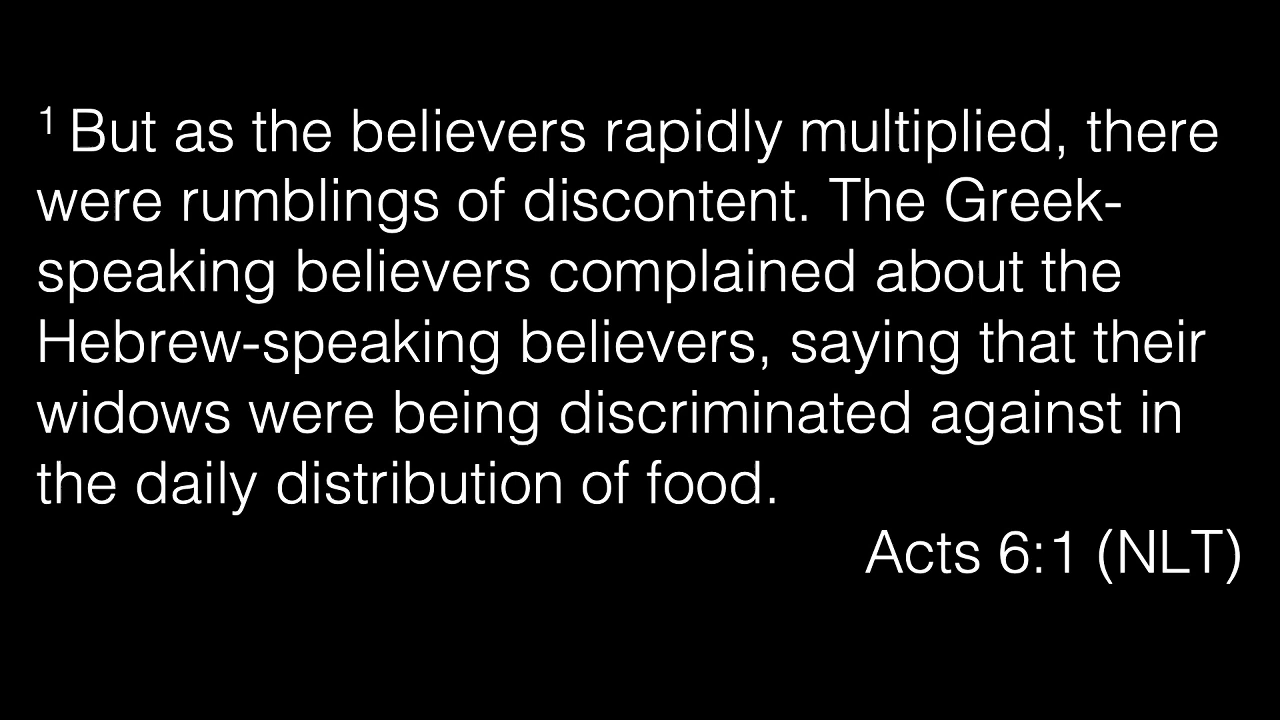 1 But as the believers rapidly multiplied, there
were rumblings of discontent. The Greek-
speaking believers complained about the
Hebrew-speaking believers, saying that their
widows were being discriminated against in
the daily distribution of food.
Acts 6:1 (NLT)